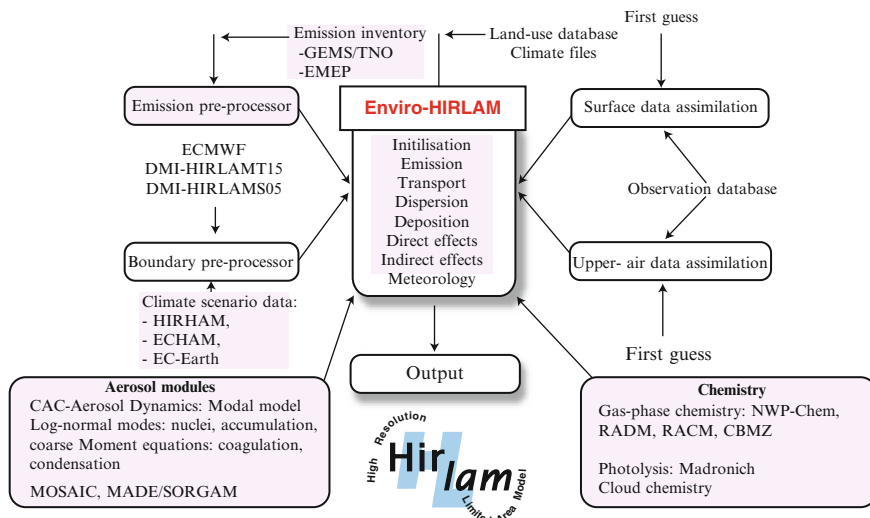 First guess
Emission inventory
-GEMS/TNO
-EMEP
Land-use database
Climate files
Emission pre-processor
Enviro-HIRLAM
Surface data assimilation
ECMWF
DMI-HIRLAMT15
DMI-HIRLAMS05
Initilisation
Emission
Transport
Dispersion
Deposition
Direct effects
Indirect effects
Meteorology
Observation database
Boundary pre-processor
Upper- air data assimilation
Climate scenario data:
- HIRHAM,
- ECHAM,
- EC-Earth
First guess
Output
Aerosol modules
CAC-Aerosol Dynamics: Modal model
Log-normal modes: nuclei, accumulation,
coarse Moment equations: coagulation,
condensation
MOSAIC, MADE/SORGAM
High Resolution
Hirlam
Limited Area Model
Chemistry
Gas-phase chemistry: NWP-Chem,
RADM, RACM, CBMZ
Photolysis: Madronich
Cloud chemistry